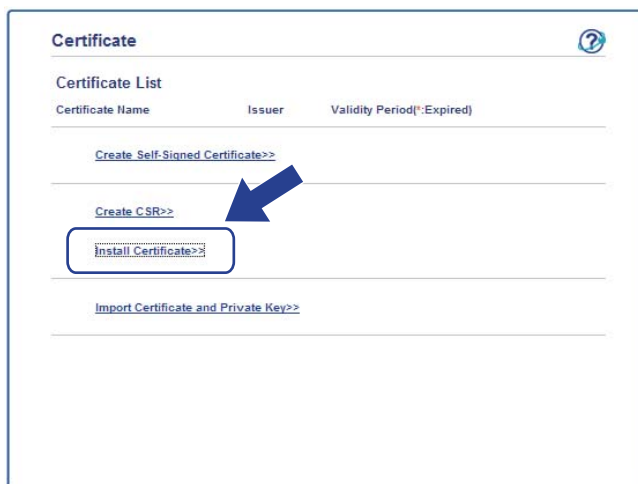 Certificate
Certificate List
Certificate Name Issuer Validity Period(*:Expired)
Create Self-Signed Certificate>>
Create CSR>>
Install Certificate>>
Import Certificate and Private Key>>